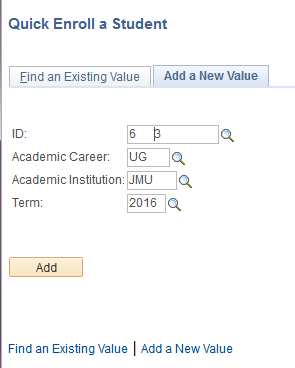 Quick Enroll a Student
Find an Existing Value
Add a New Value
ID: 6 3
Academic Career: UG
Academic Institution: JMU
Term: 2016
Add
Find an Existing Value | Add a New Value